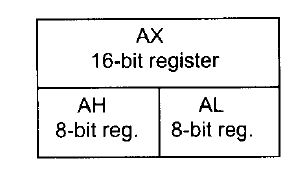 AX
16-bit register
AH
8-bit reg.
AL
8-bit reg.